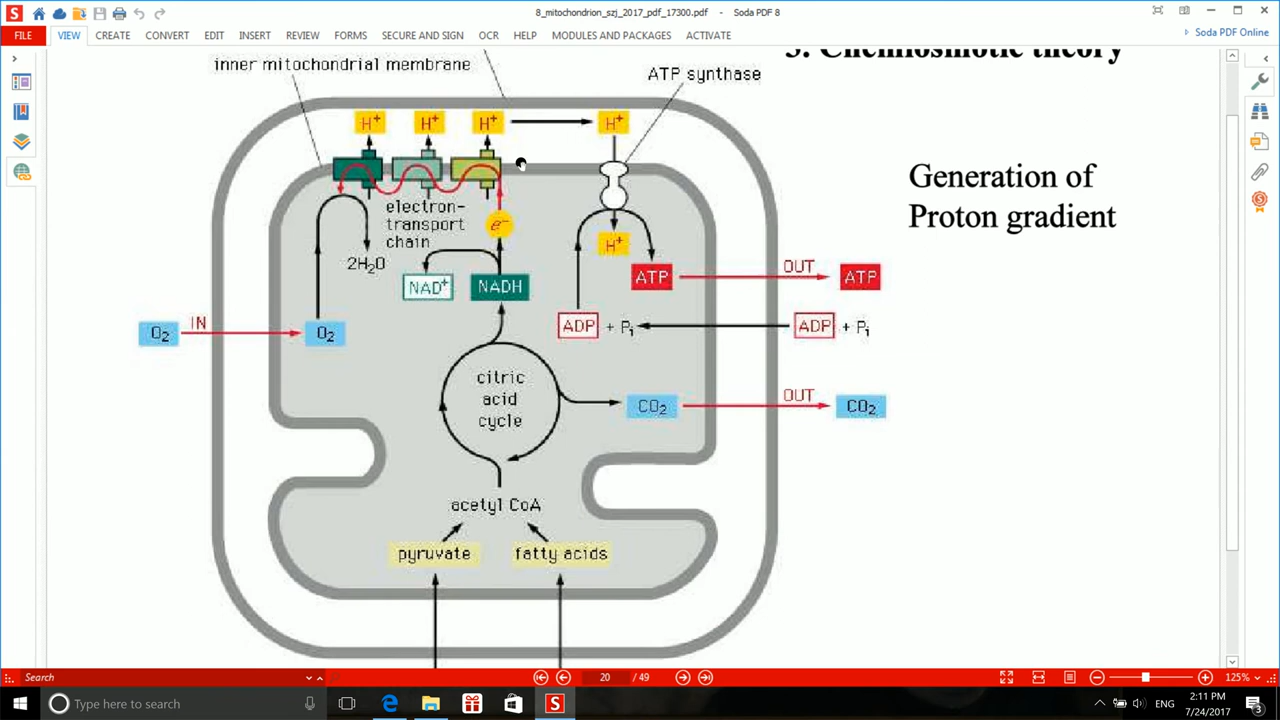 8_mitochondrion_szj_2017_pdf_17300.pdf - Soda PDF 8
FILE VIEW CREATE CONVERT EDIT INSERT REVIEW FORMS SECURE AND SIGN OCR HELP MODULES AND PACKAGES ACTIVATE
Soda PDF Online
3. Chemiosmotic theory
inner mitochondrial membrane
ATP synthase
H+ H+ H+ H+
Generation of
Proton gradient
electron-
transport
chain
e-
2H2O
H+
NAD+ NADH
ATP OUT ATP
O2 IN O2
ADP + Pi ADP + Pi
citric
acid
cycle
CO2 OUT CO2
acetyl CoA
pyruvate fatty acids
Search
20 / 49
125%
Type here to search
ENG
2:11 PM
7/24/2017
3